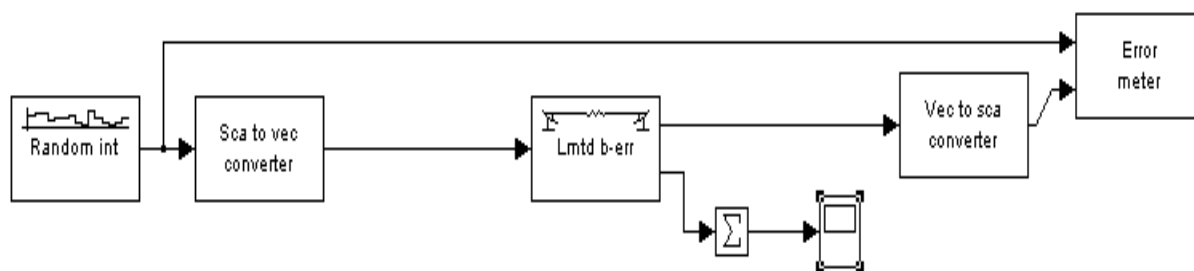 Error
meter
Random int
Sca to vec
converter
Lmtd b-err
Vec to sca
converter
Σ